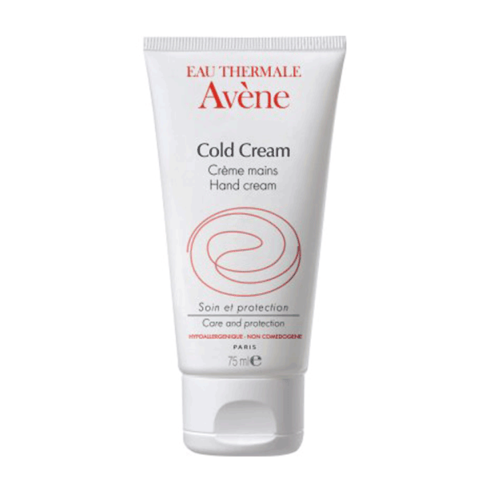 EAU THERMALE
Avène
Cold Cream
Crème mains
Hand cream
Soin et protection
Care and protection
HYPOALLERGENIQUE - NON COMEDOGENE
PARIS
75 ml e